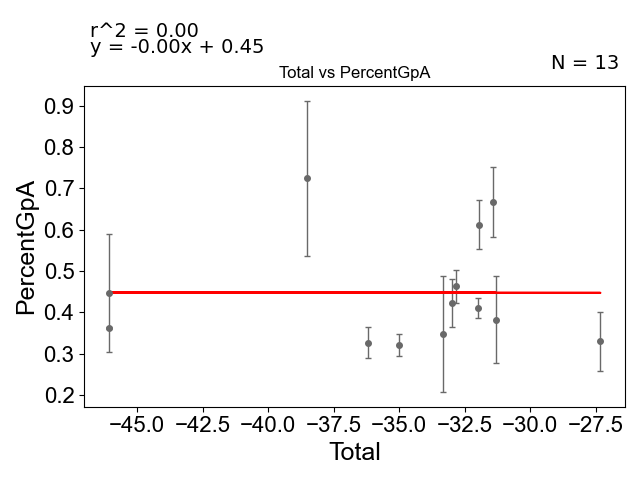 r^2 = 0.00
y = -0.00x + 0.45
N = 13
Total vs PercentGpA
PercentGpA
0.9
0.8
0.7
0.6
0.5
0.4
0.3
0.2
−45.0 −42.5 −40.0 −37.5 −35.0 −32.5 −30.0 −27.5
Total